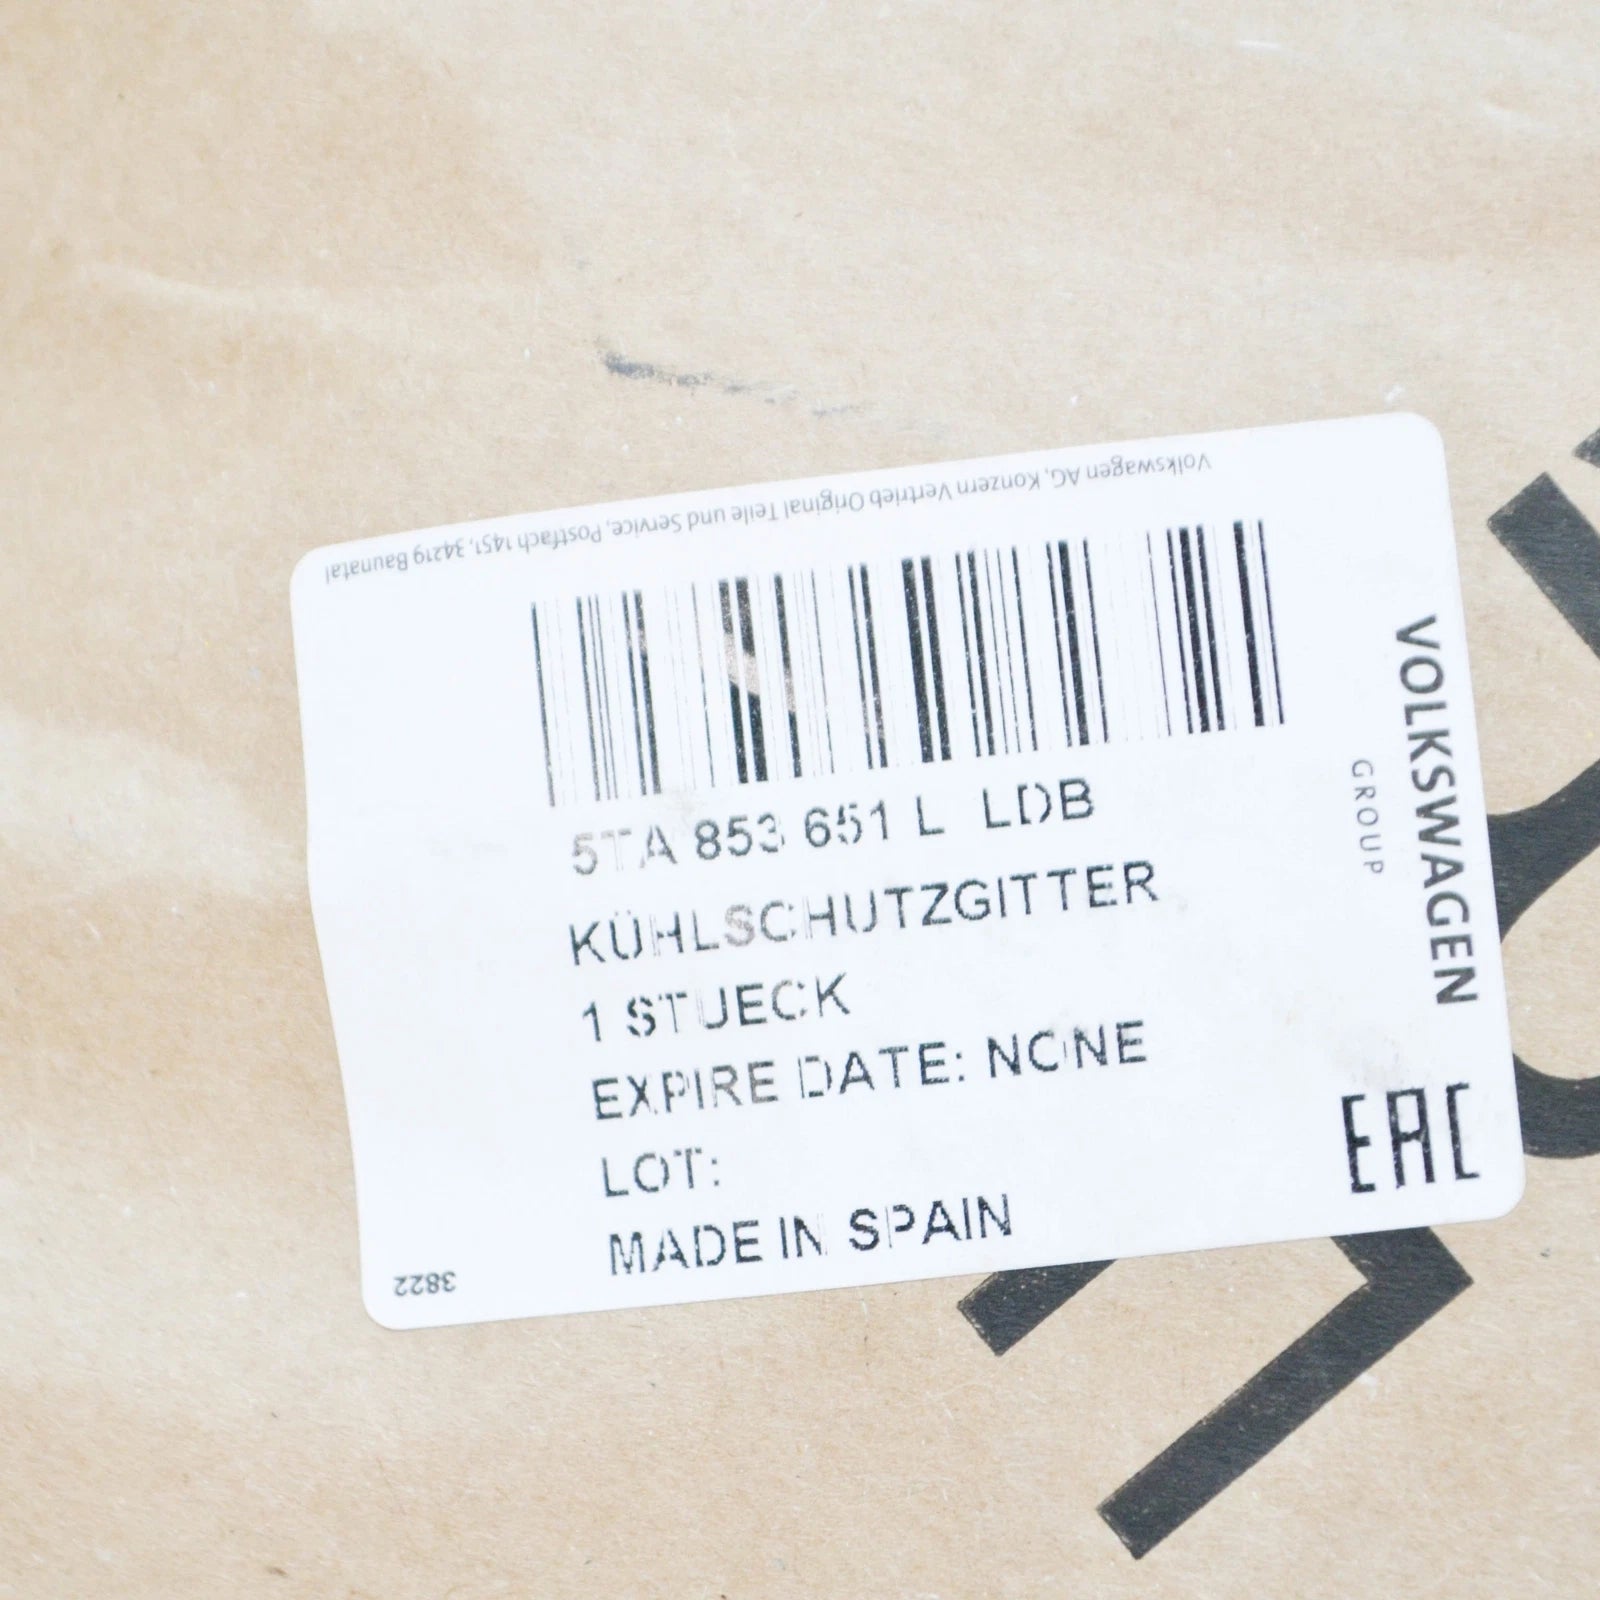 Volkswagen AG, Konzern Vertrieb Original Teile und Service, Postfach 1451, 34219 Baunatal
5TA 853 651 L LDB
KÜHLSCHUTZGITTER
1 STUECK
EXPIRE DATE: NONE
LOT:
MADE IN SPAIN
VOLKSWAGEN
GROUP
EAC
3822